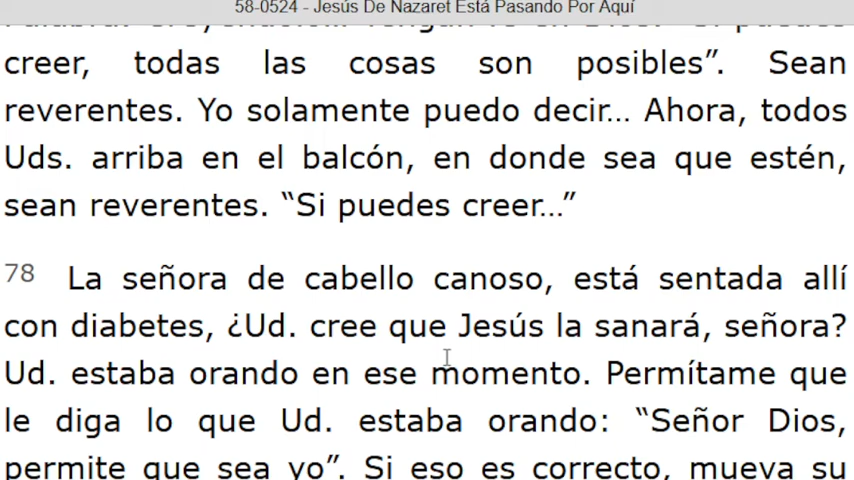 58-0524 - Jesús De Nazaret Está Pasando Por Aquí
creer, todas las cosas son posibles”. Sean
reverentes. Yo solamente puedo decir... Ahora, todos
Uds. arriba en el balcón, en donde sea que estén,
sean reverentes. “Si puedes creer...”
78 La señora de cabello canoso, está sentada allí
con diabetes, ¿Ud. cree que Jesús la sanará, señora?
Ud. estaba orando en ese momento. Permítame que
le diga lo que Ud. estaba orando: “Señor Dios,
permite que sea yo”. Si eso es correcto, mueva su